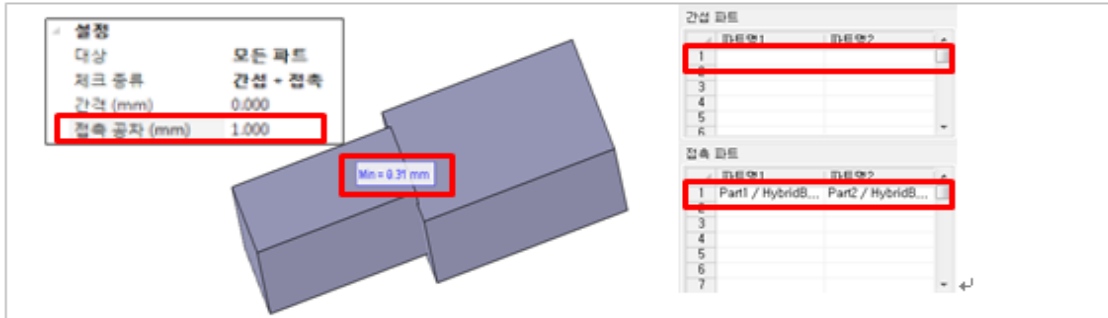 설정
대상 모든 파트
체크 종류 간섭 + 접촉
간격 (mm) 0.000
접촉 공차 (mm) 1.000
Min = 0.31 mm
간섭 파트
파트명1 파트명2
1
2
3
4
5
6
접촉 파트
파트명1 파트명2
1 Part1 / HybridB... Part2 / HybridB...
2
3
4
5
6
7